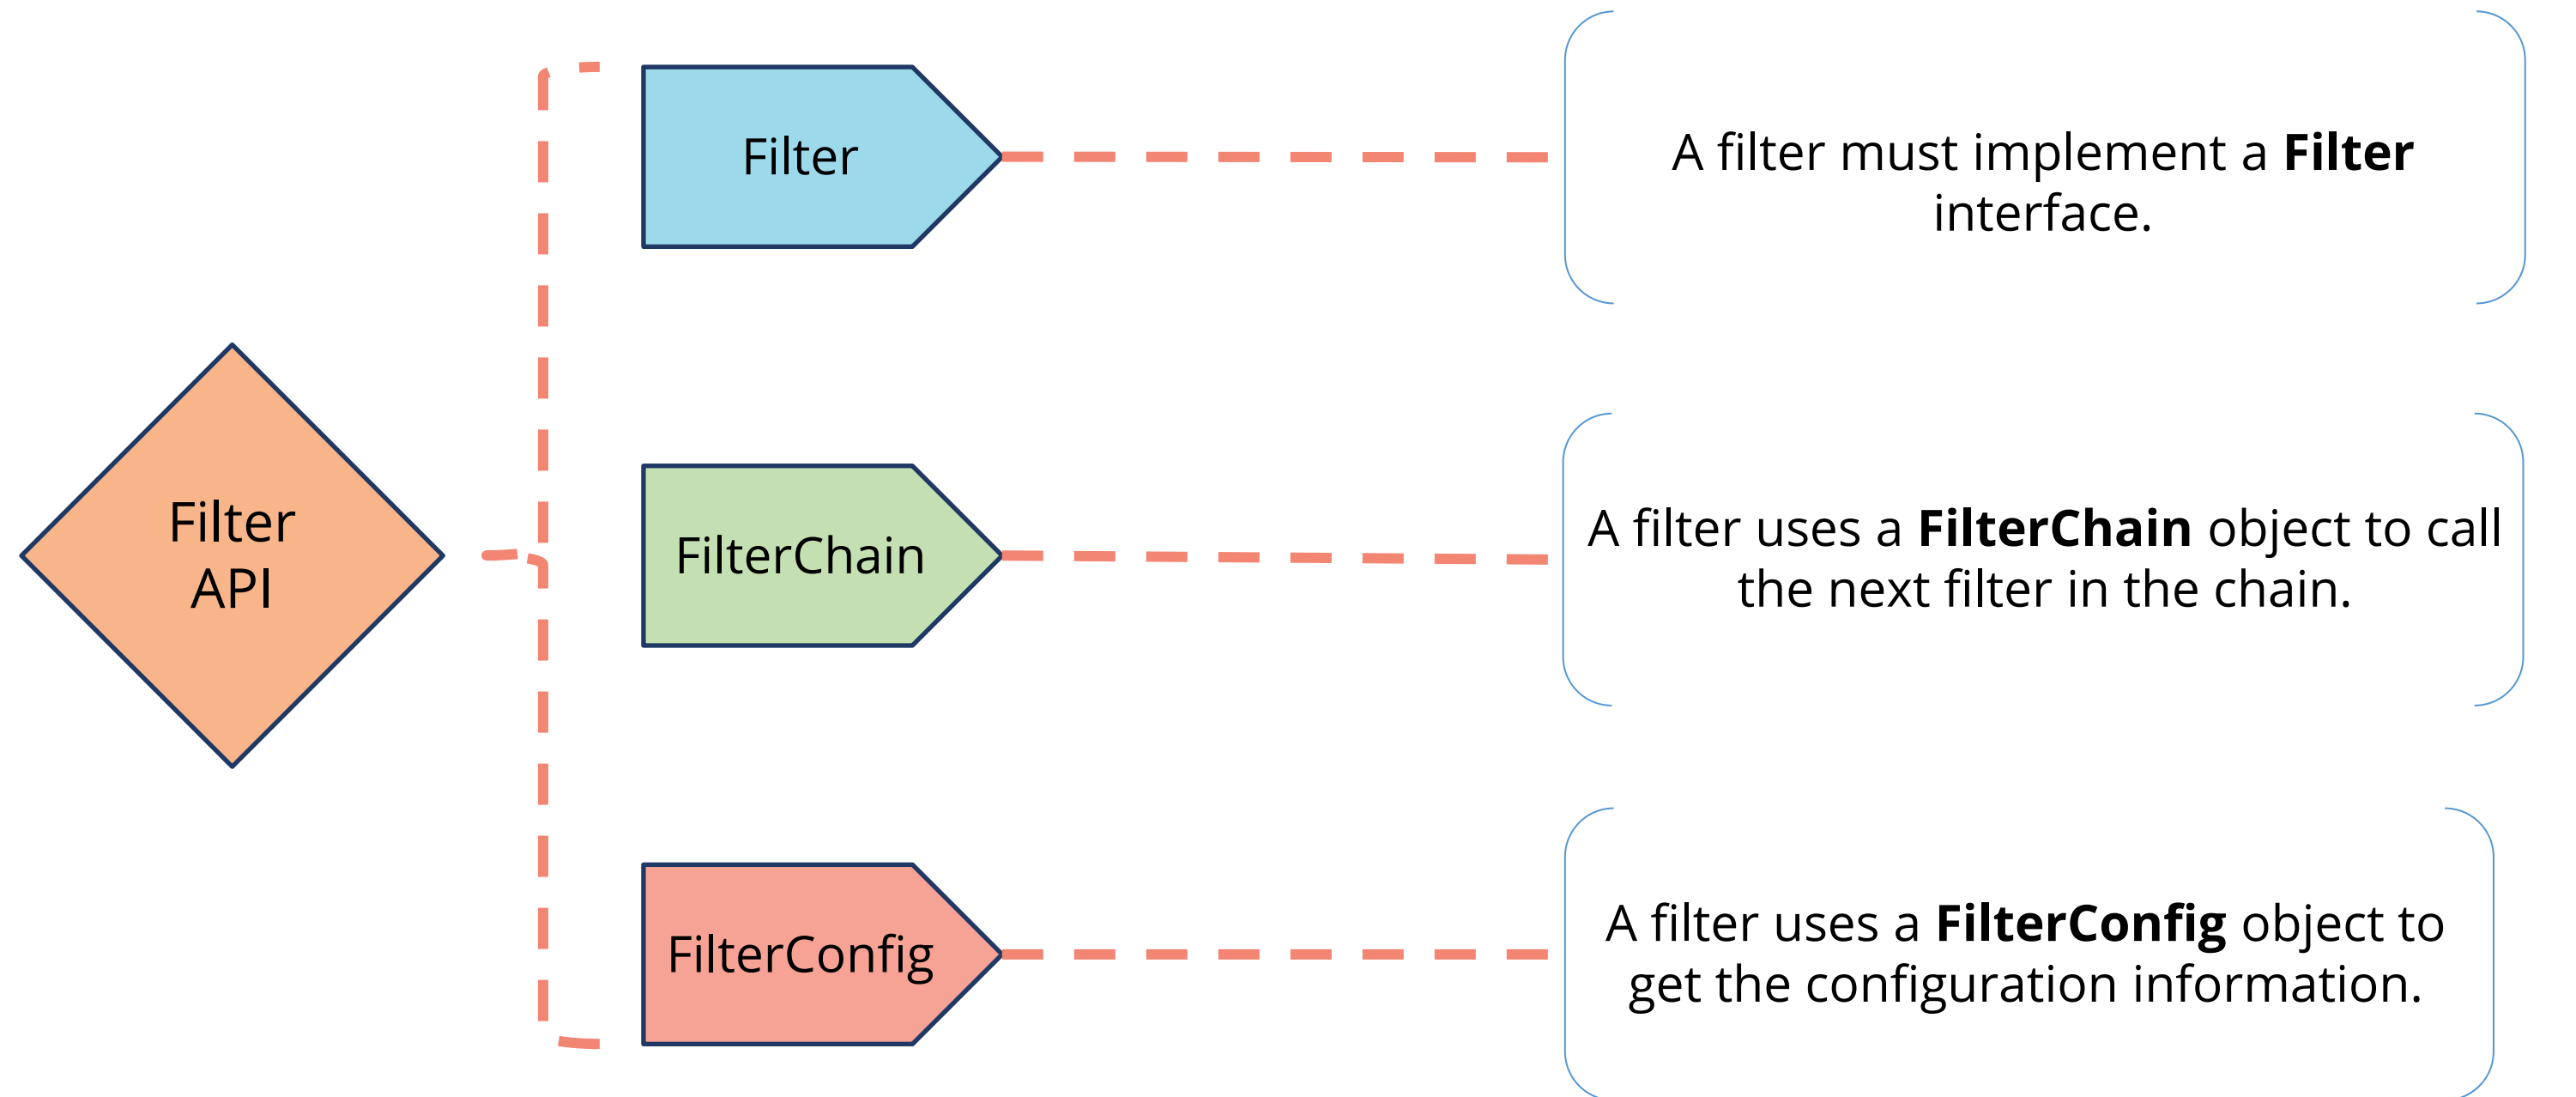 Filter
API
Filter
A filter must implement a Filter
interface.
FilterChain
A filter uses a FilterChain object to call
the next filter in the chain.
FilterConfig
A filter uses a FilterConfig object to
get the configuration information.